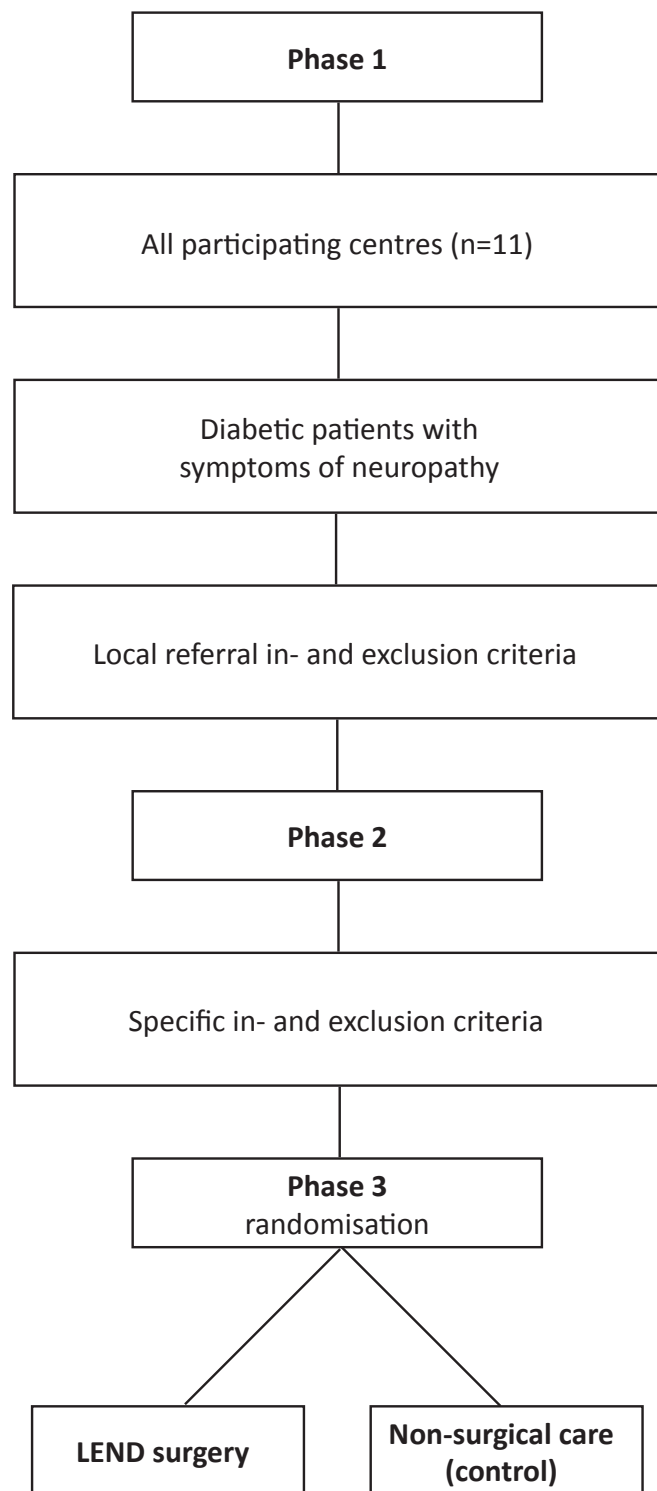 Phase 1
All participating centres (n=11)
Diabetic patients with
symptoms of neuropathy
Local referral in- and exclusion criteria
Phase 2
Specific in- and exclusion criteria
Phase 3
randomisation
LEND surgery
Non-surgical care
(control)